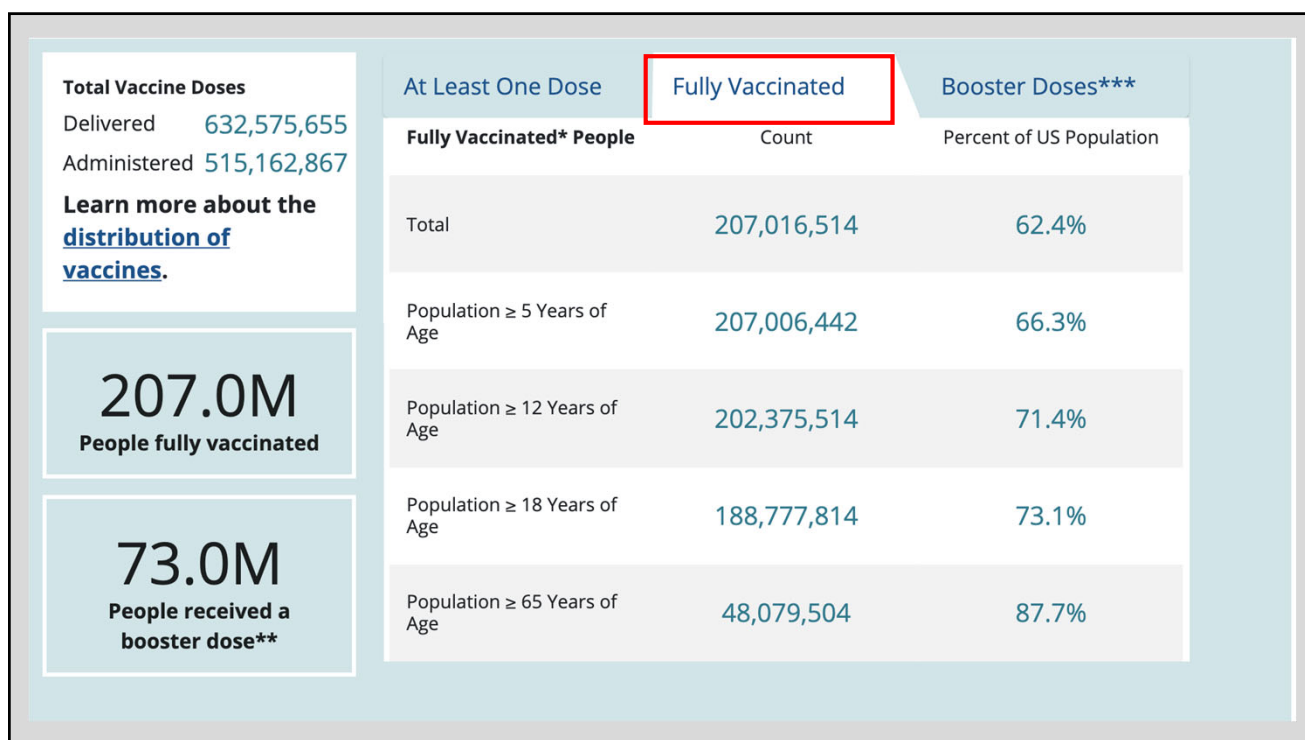 Total Vaccine Doses
Delivered 632,575,655
Administered 515,162,867
Learn more about the
distribution of
vaccines.
207.0M
People fully vaccinated
73.0M
People received a
booster dose**
At Least One Dose Fully Vaccinated Booster Doses***
Fully Vaccinated* People Count Percent of US Population
Total 207,016,514 62.4%
Population ≥ 5 Years of
Age 207,006,442 66.3%
Population ≥ 12 Years of
Age 202,375,514 71.4%
Population ≥ 18 Years of
Age 188,777,814 73.1%
Population ≥ 65 Years of
Age 48,079,504 87.7%